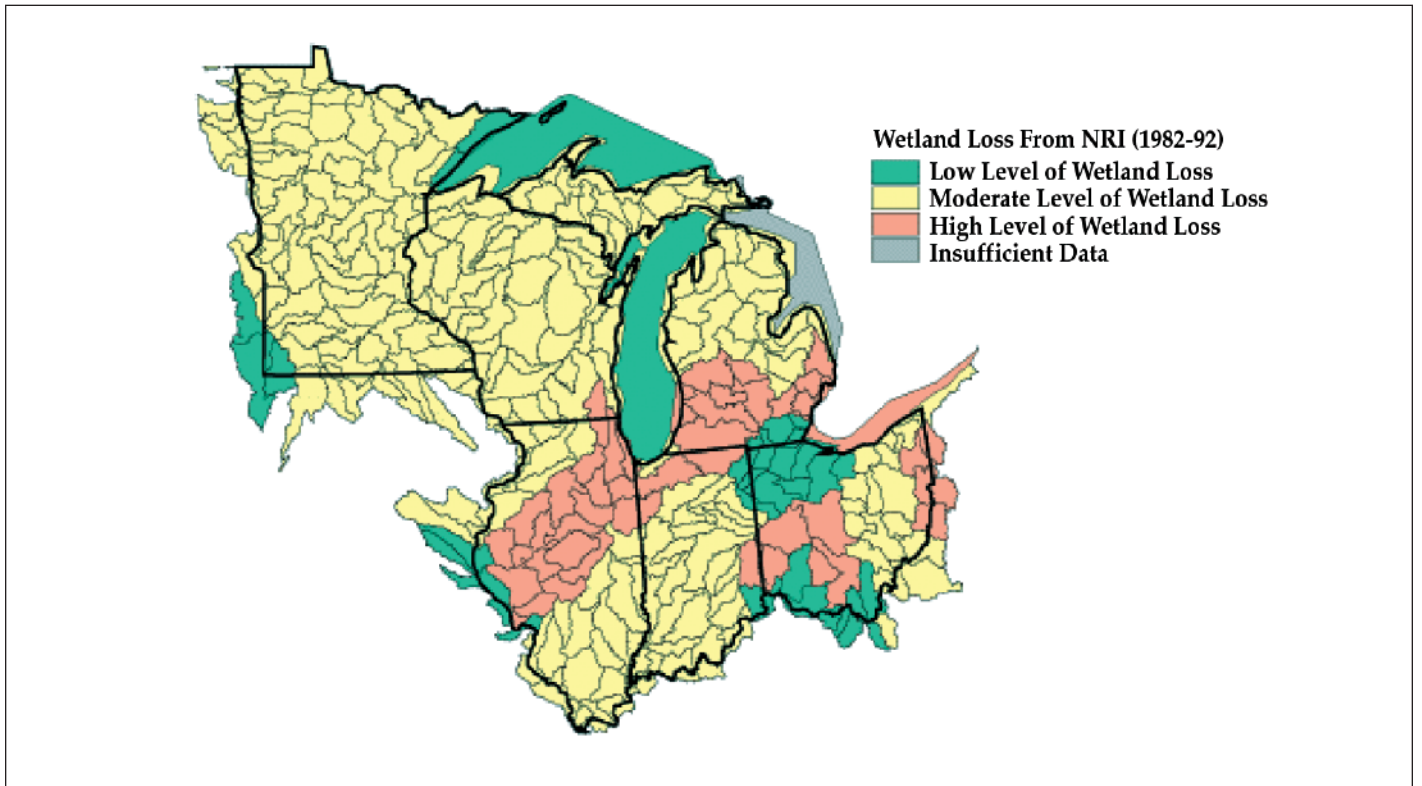 Wetland Loss From NRI (1982-92)
Low Level of Wetland Loss
Moderate Level of Wetland Loss
High Level of Wetland Loss
Insufficient Data